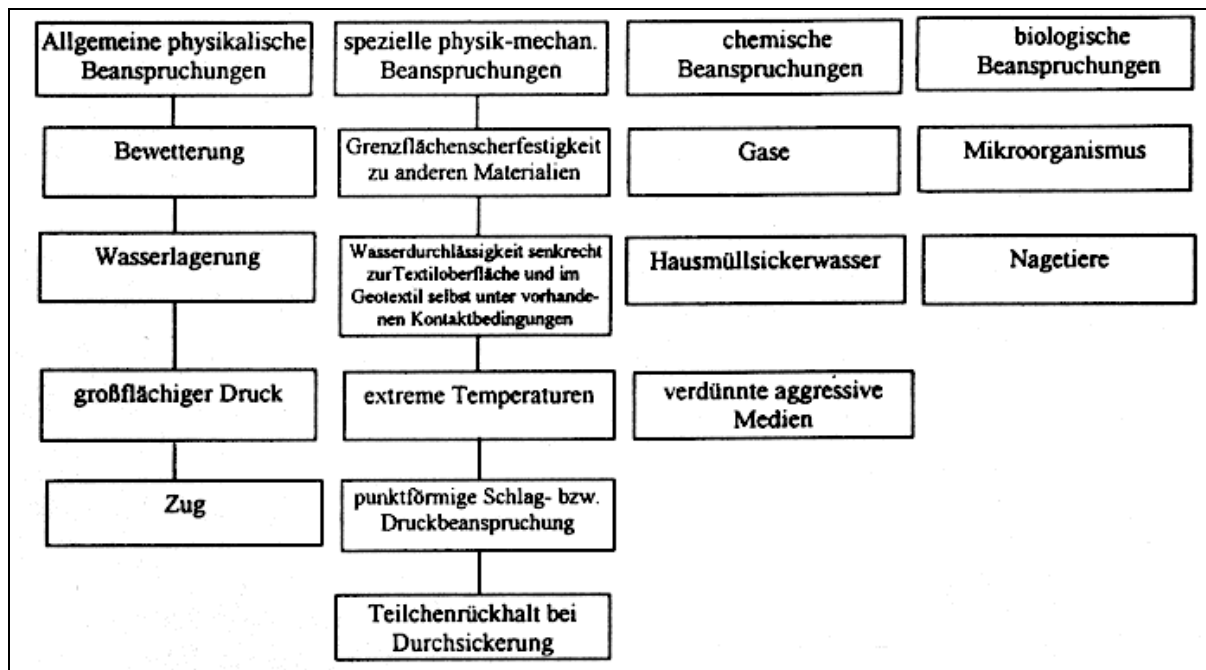 Allgemeine physikalische
Beanspruchungen
Bewetterung
Wasserlagerung
großflächiger Druck
Zug
spezielle physik-mechan.
Beanspruchungen
Grenzflächenscherfestigkeit
zu anderen Materialien
Wasserdurchlässigkeit senkrecht
zur Textiloberfläche und im
Geotextil selbst unter vorhande-
nen Kontaktbedingungen
extreme Temperaturen
punktförmige Schlag- bzw.
Druckbeanspruchung
Teilchenrückhalt bei
Durchsickerung
chemische
Beanspruchungen
Gase
Hausmüllsickerwasser
verdünnte aggressive
Medien
biologische
Beanspruchungen
Mikroorganismus
Nagetiere